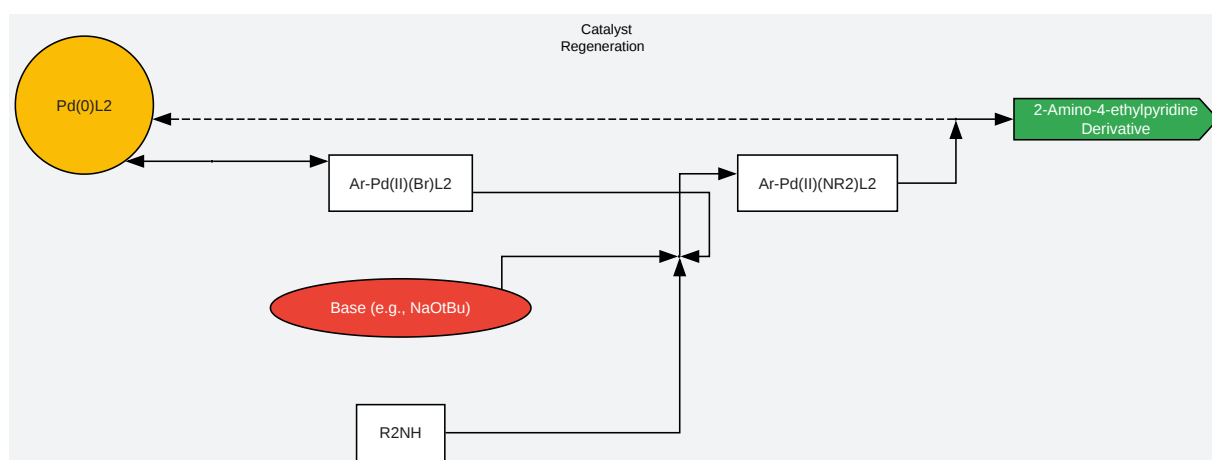 Catalyst
Regeneration
Pd(0)L2
2-Amino-4-ethylpyridine
Derivative
Ar-Pd(II)(Br)L2
Ar-Pd(II)(NR2)L2
Base (e.g., NaOtBu)
R2NH